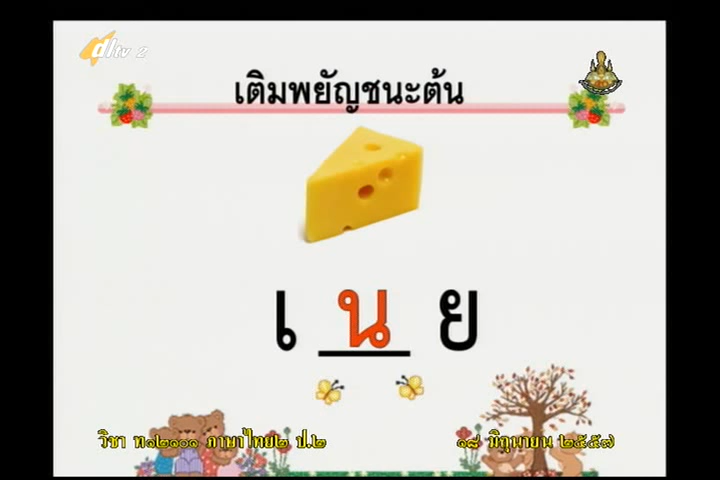 dltv 2
เติมพยัญชนะต้น
เ น ย
วิชา ท๑๒๑๐๑ ภาษาไทย๒ ป.๒
๑๘ มิถุนายน ๒๕๕๗